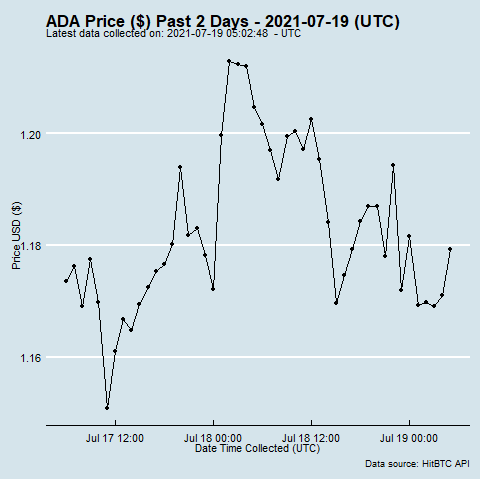 ADA Price ($) Past 2 Days - 2021-07-19 (UTC)
Latest data collected on: 2021-07-19 05:02:48 - UTC
1.20
1.18
1.16
Price USD ($)
Jul 17 12:00 Jul 18 00:00 Jul 18 12:00 Jul 19 00:00
Date Time Collected (UTC)
Data source: HitBTC API